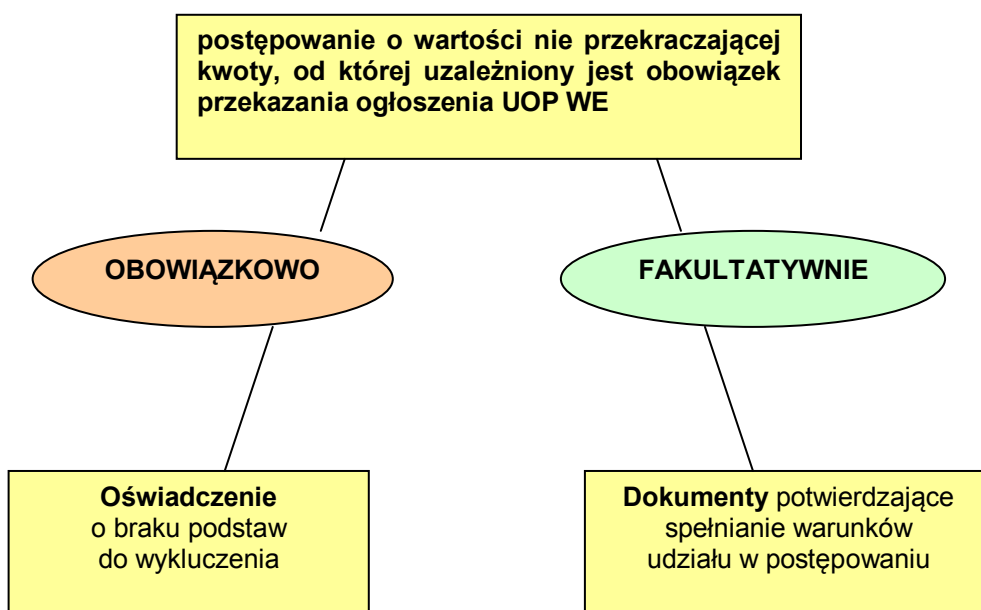 postępowanie o wartości nie przekraczającej
kwoty, od której uzależniony jest obowiązek
przekazania ogłoszenia UOP WE
OBOWIĄZKOWO
FAKULTATYWNIE
Oświadczenie
o braku podstaw
do wykluczenia
Dokumenty potwierdzające
spełnianie warunków
udziału w postępowaniu